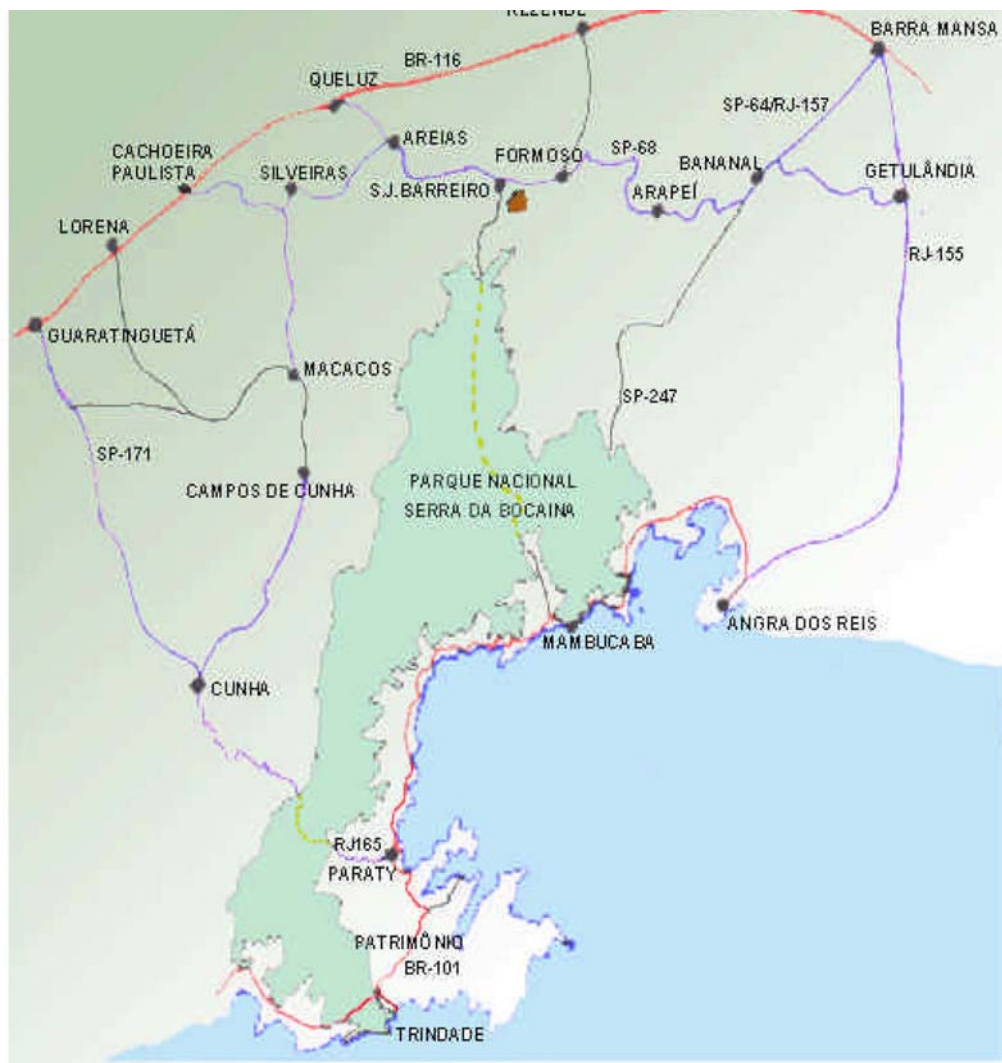 REZENDE
BARRA MANSA
BR-116
QUELUZ
SP-64/RJ-157
AREIAS
SP-68
CACHOEIRA
PAULISTA
SILVEIRAS
FORMOSO
BANANAL
GETULÂNDIA
S.J.BARREIRO
ARAPEÍ
LORENA
RJ-155
GUARATINGUETÁ
MACACOS
SP-247
SP-171
CAMPOS DE CUNHA
PARQUE NACIONAL
SERRA DA BOCAINA
ANGRA DOS REIS
MAMBUCABA
CUNHA
RJ165
PARATY
PATRIMÔNIO
BR-101
TRINDADE